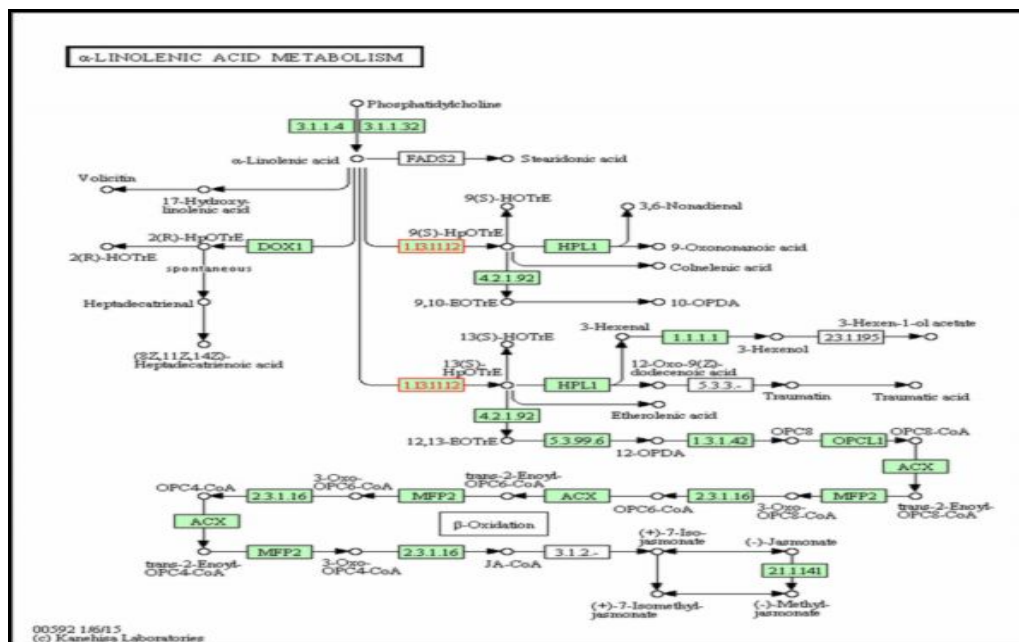 α-LINOLENIC ACID METABOLISM
Phosphatidylcholine
3.1.1.4 3.1.1.32
α-Linolenic acid
FADS2
Stearidonic acid
Volicitin
17-Hydroxy-
linolenic acid
9(S)-HOTrE
3,6-Nonadienal
2(R)-HpOTrE
DOX1
9(S)-HpOTrE
1.13.11.12
HPL1
9-Oxononanoic acid
2(R)-HOTrE
spontaneous
Colnelenic acid
4.2.1.92
Heptadecatrienal
9,10-EOTrE
10-OPDA
(8Z,11Z,14Z)-
Heptadecatrienoic acid
13(S)-HOTrE
3-Hexenal
1.1.1.1
3-Hexenol
2.3.1.195
3-Hexen-1-ol acetate
13(S)-
HpOTrE
1.13.11.12
HPL1
12-Oxo-9(Z)-
dodecenoic acid
5.3.3.-
Traumatin
Traumatic acid
Etherolenic acid
4.2.1.92
12,13-EOTrE
5.3.99.6
12-OPDA
1.3.1.42
OPC8
OPCL1
OPC8-CoA
ACX
OPC4-CoA
2.3.1.16
3-Oxo-
OPC6-CoA
MFP2
trans-2-Enoyl-
OPC6-CoA
ACX
OPC6-CoA
2.3.1.16
3-Oxo-
OPC8-CoA
MFP2
trans-2-Enoyl-
OPC8-CoA
ACX
β-Oxidation
trans-2-Enoyl-
OPC4-CoA
MFP2
3-Oxo-
OPC4-CoA
2.3.1.16
JA-CoA
3.1.2.-
(+)-7-Iso-
jasmonate
(-)-Jasmonate
2.1.1.141
(+)-7-Isomethyl-
jasmonate
(-)-Methyl-
jasmonate
00592 1/6/15
(c) Kanehisa Laboratories